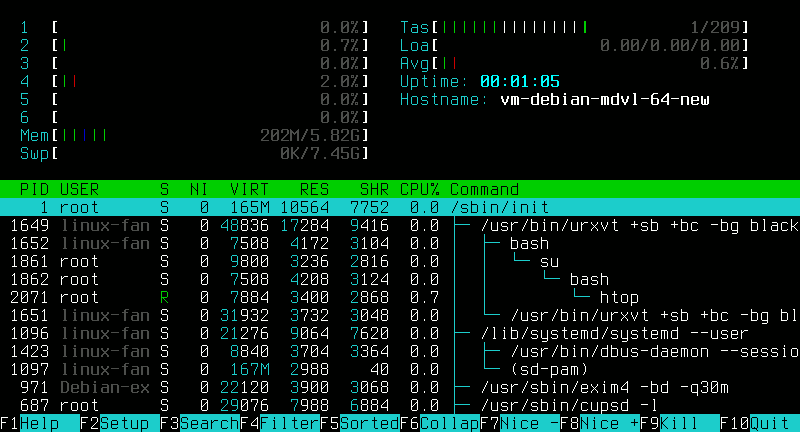 1 [ 0.0%] Tas[ 1/209]
2 [ 0.7%] Loa[ 0.00/0.00/0.00]
3 [ 0.0%] Avg[ 0.6%]
4 [ 2.0%] Uptime: 00:01:05
5 [ 0.0%] Hostname: vm-debian-mdvl-64-new
6 [ 0.0%]
Mem[ 202M/5.82G]
Swp[ 0K/7.45G]
PID USER S NI VIRT RES SHR CPU% Command
1 root S 0 165M 10564 7752 0.0 /sbin/init
1649 linux-fan S 0 48836 17284 9416 0.0 ├─ /usr/bin/urxvt +sb +bc -bg black
1652 linux-fan S 0 7508 4172 3104 0.0 │ ├─ bash
1861 root S 0 9800 3236 2816 0.0 │ │ └─ su
1862 root S 0 7508 4208 3124 0.0 │ │ └─ bash
2071 root R 0 7884 3400 2868 0.7 │ │ └─ htop
1651 linux-fan S 0 31932 3732 3048 0.0 │ └─ /usr/bin/urxvt +sb +bc -bg bl
1096 linux-fan S 0 21276 9064 7620 0.0 ├─ /lib/systemd/systemd --user
1423 linux-fan S 0 8840 3704 3364 0.0 │ ├─ /usr/bin/dbus-daemon --sessio
1097 linux-fan S 0 167M 2988 40 0.0 │ └─ (sd-pam)
971 Debian-ex S 0 22120 3900 3068 0.0 ├─ /usr/sbin/exim4 -bd -q30m
687 root S 0 29076 7988 6884 0.0 ├─ /usr/sbin/cupsd -l
F1Help F2Setup F3SearchF4FilterF5SortedF6CollapF7Nice -F8Nice +F9Kill F10Quit